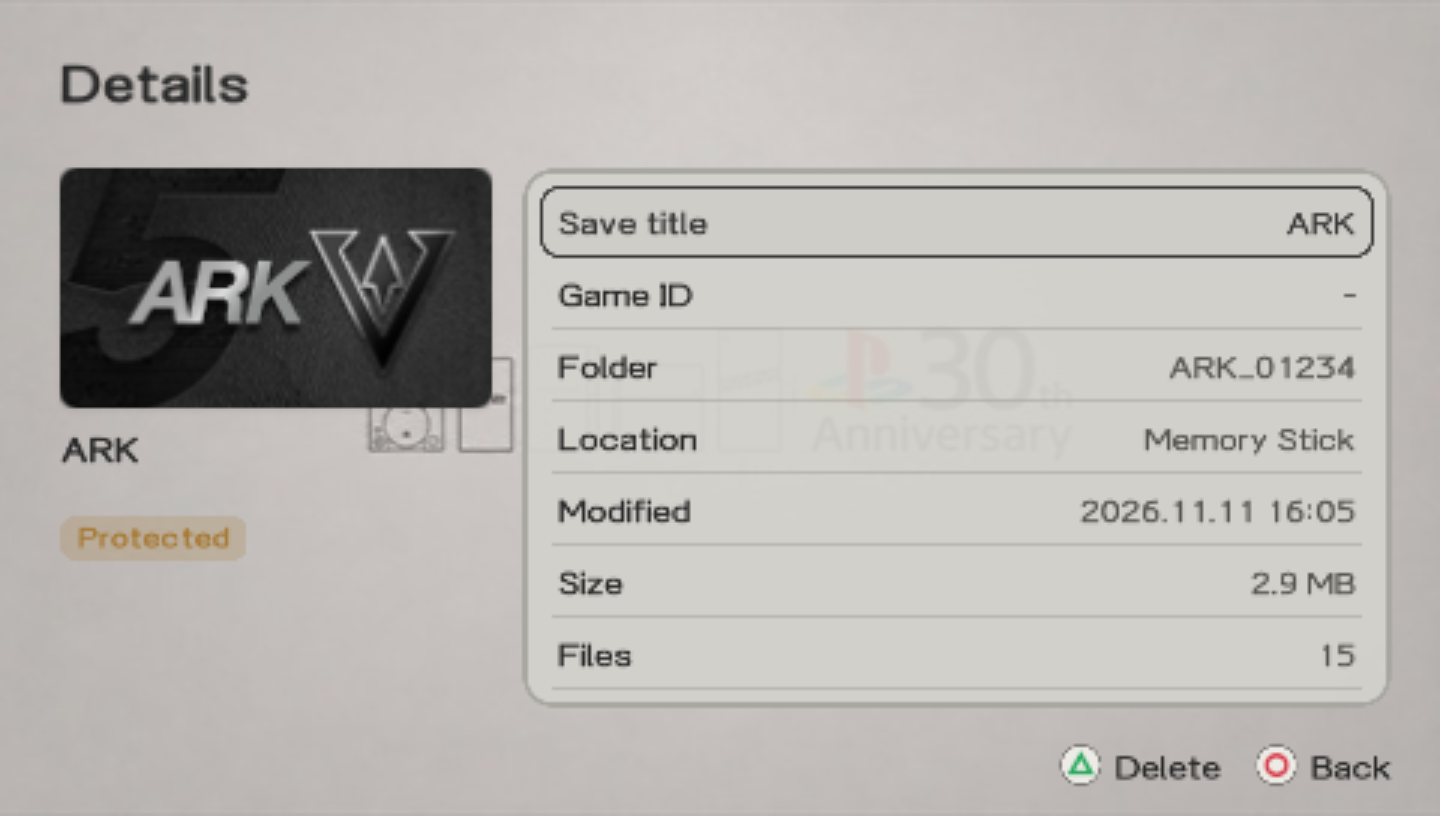 Details
ARK
ARK
Protected
Save title ARK
Game ID -
Folder ARK_01234
Location Memory Stick
Modified 2026.11.11 16:05
Size 2.9 MB
Files 15
30th
Anniversary
Delete Back